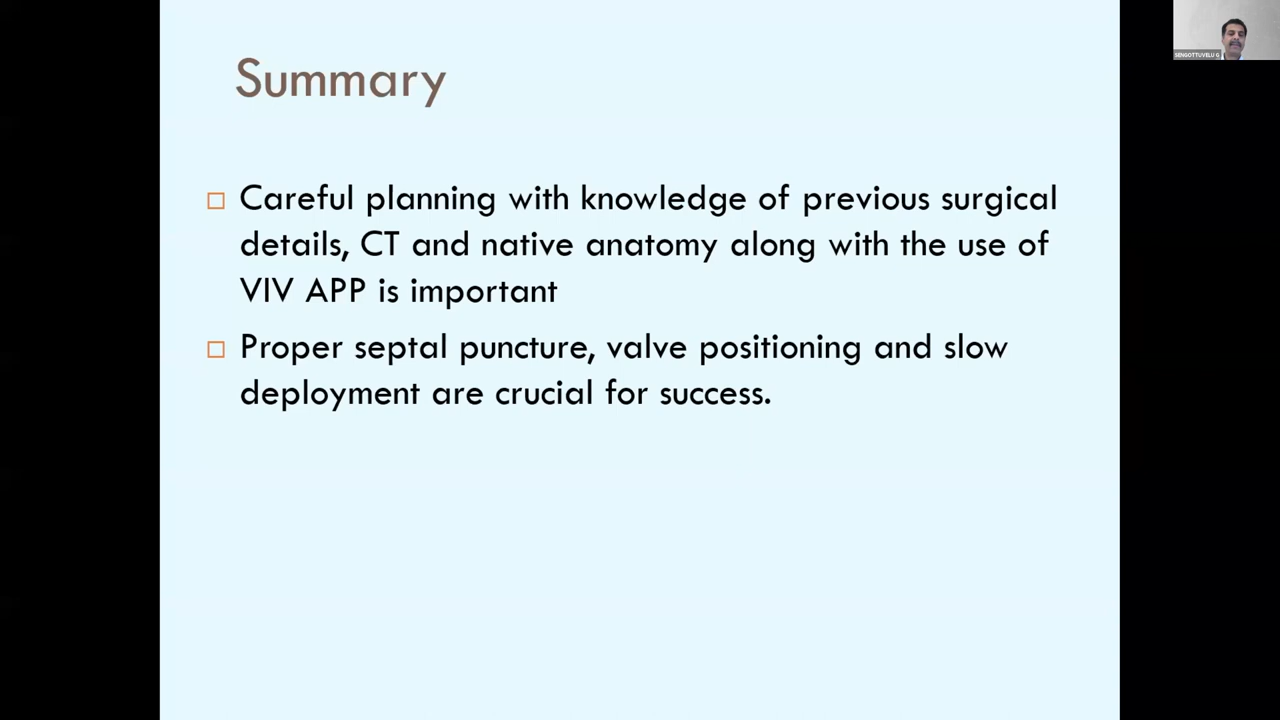 SENGOTTUVELU G
Summary
Careful planning with knowledge of previous surgical
details, CT and native anatomy along with the use of
VIV APP is important
Proper septal puncture, valve positioning and slow
deployment are crucial for success.